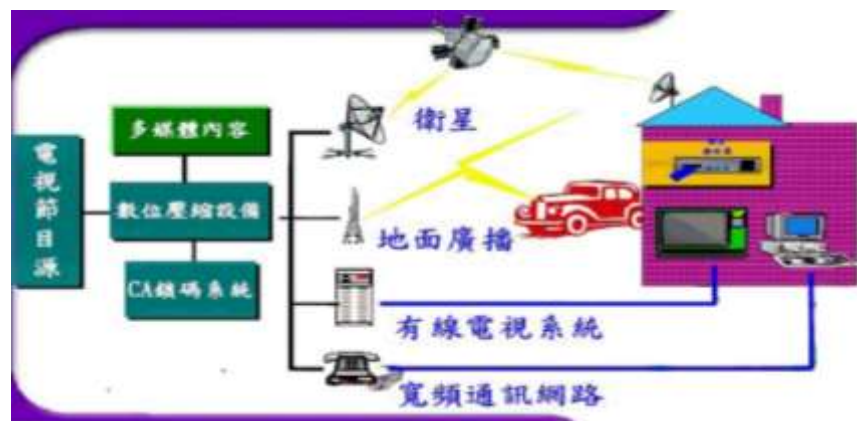 電視節目源
多媒體內容
數位壓縮設備
CA鎖碼系統
衛星
地面廣播
有線電視系統
寬頻通訊網路